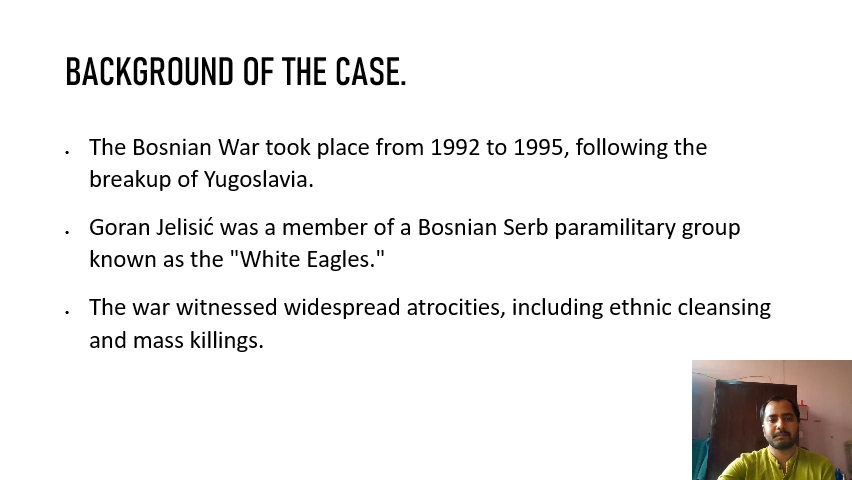 BACKGROUND OF THE CASE.
• The Bosnian War took place from 1992 to 1995, following the
breakup of Yugoslavia.
• Goran Jelisić was a member of a Bosnian Serb paramilitary group
known as the "White Eagles."
• The war witnessed widespread atrocities, including ethnic cleansing
and mass killings.